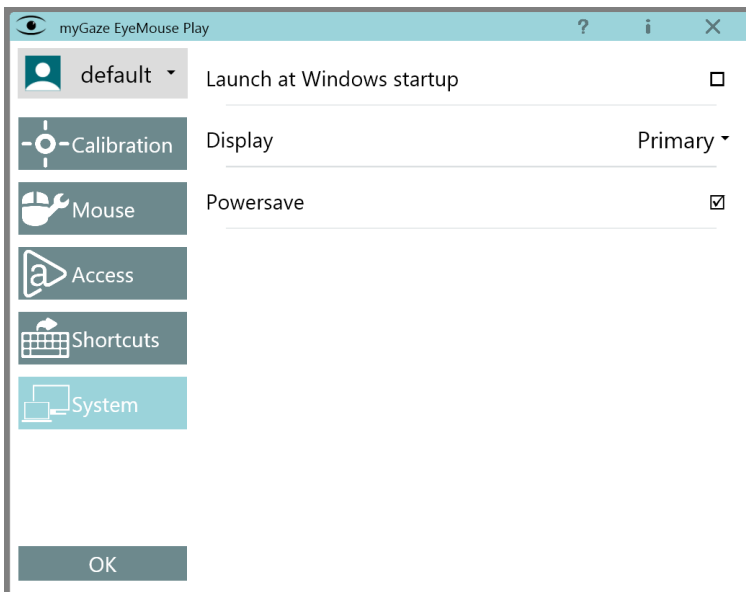 myGaze EyeMouse Play ? i X
default
Launch at Windows startup
Calibration
Display Primary
Mouse
Powersave
Access
a
Shortcuts
System
OK